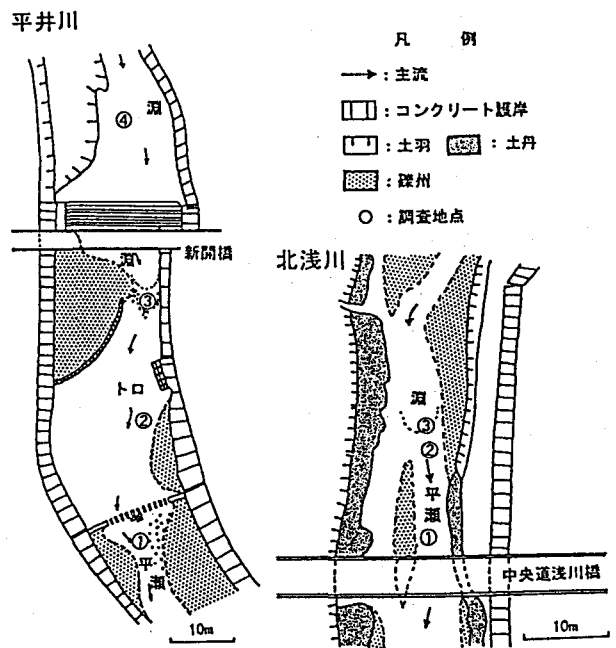 平井川
凡　例
→：主流
：コンクリート護岸
：土羽　：土丹
：礫州
○：調査地点
淵
④
新開橋
淵
③
トロ
②
①
平瀬
10m
北浅川
淵
③
②
平瀬
①
中央道浅川橋
10m